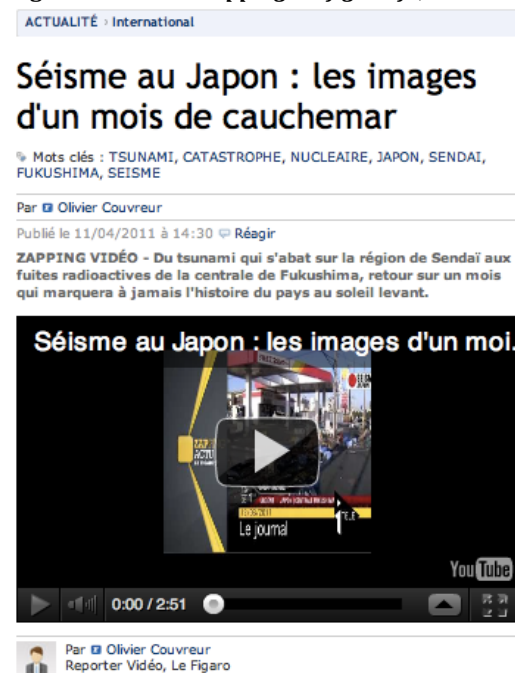 ACTUALITÉ › International
Séisme au Japon : les images
d'un mois de cauchemar
Mots clés : TSUNAMI, CATASTROPHE, NUCLEAIRE, JAPON, SENDAI,
FUKUSHIMA, SEISME
Par Olivier Couvreur
Publié le 11/04/2011 à 14:30 Réagir
ZAPPING VIDÉO - Du tsunami qui s'abat sur la région de Sendaï aux
fuites radioactives de la centrale de Fukushima, retour sur un mois
qui marquera à jamais l'histoire du pays au soleil levant.
Séisme au Japon : les images d'un moi.
ZAPPING
ACTU
Le journal
1
TÉLÉ
YouTube
0:00 / 2:51
Par Olivier Couvreur
Reporter Vidéo, Le Figaro